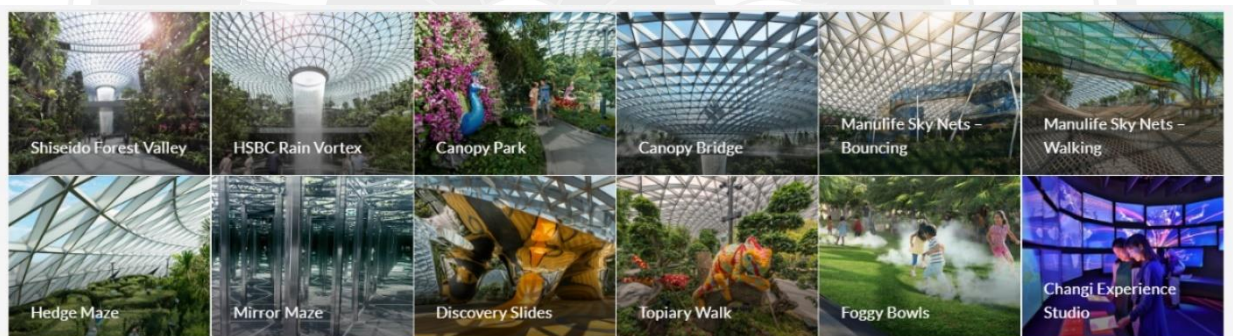 Shiseido Forest Valley
HSBC Rain Vortex
Canopy Park
Canopy Bridge
Manulife Sky Nets –
Bouncing
Manulife Sky Nets –
Walking
Hedge Maze
Mirror Maze
Discovery Slides
Topiary Walk
Foggy Bowls
Changi Experience
Studio